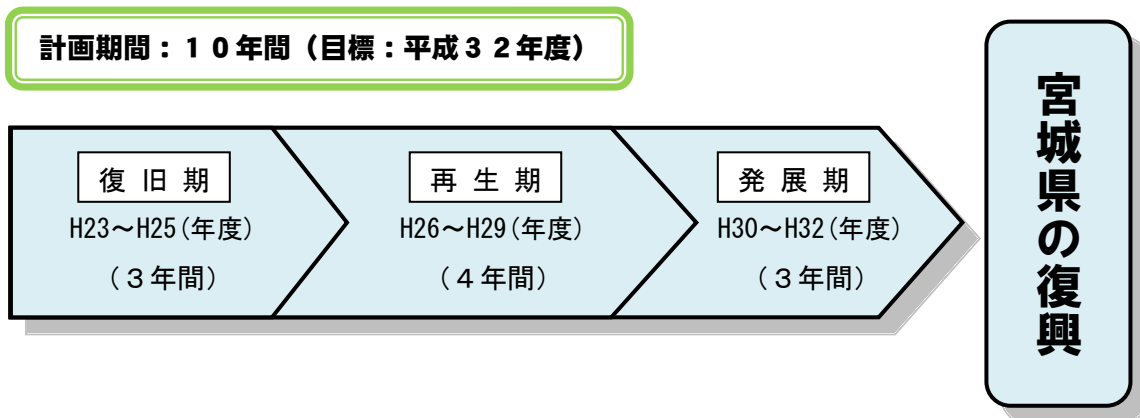 計画期間：１０年間（目標：平成３２年度）
復旧期
H23～H25(年度)
（３年間）
再生期
H26～H29(年度)
（４年間）
発展期
H30～H32(年度)
（３年間）
宮城県の復興